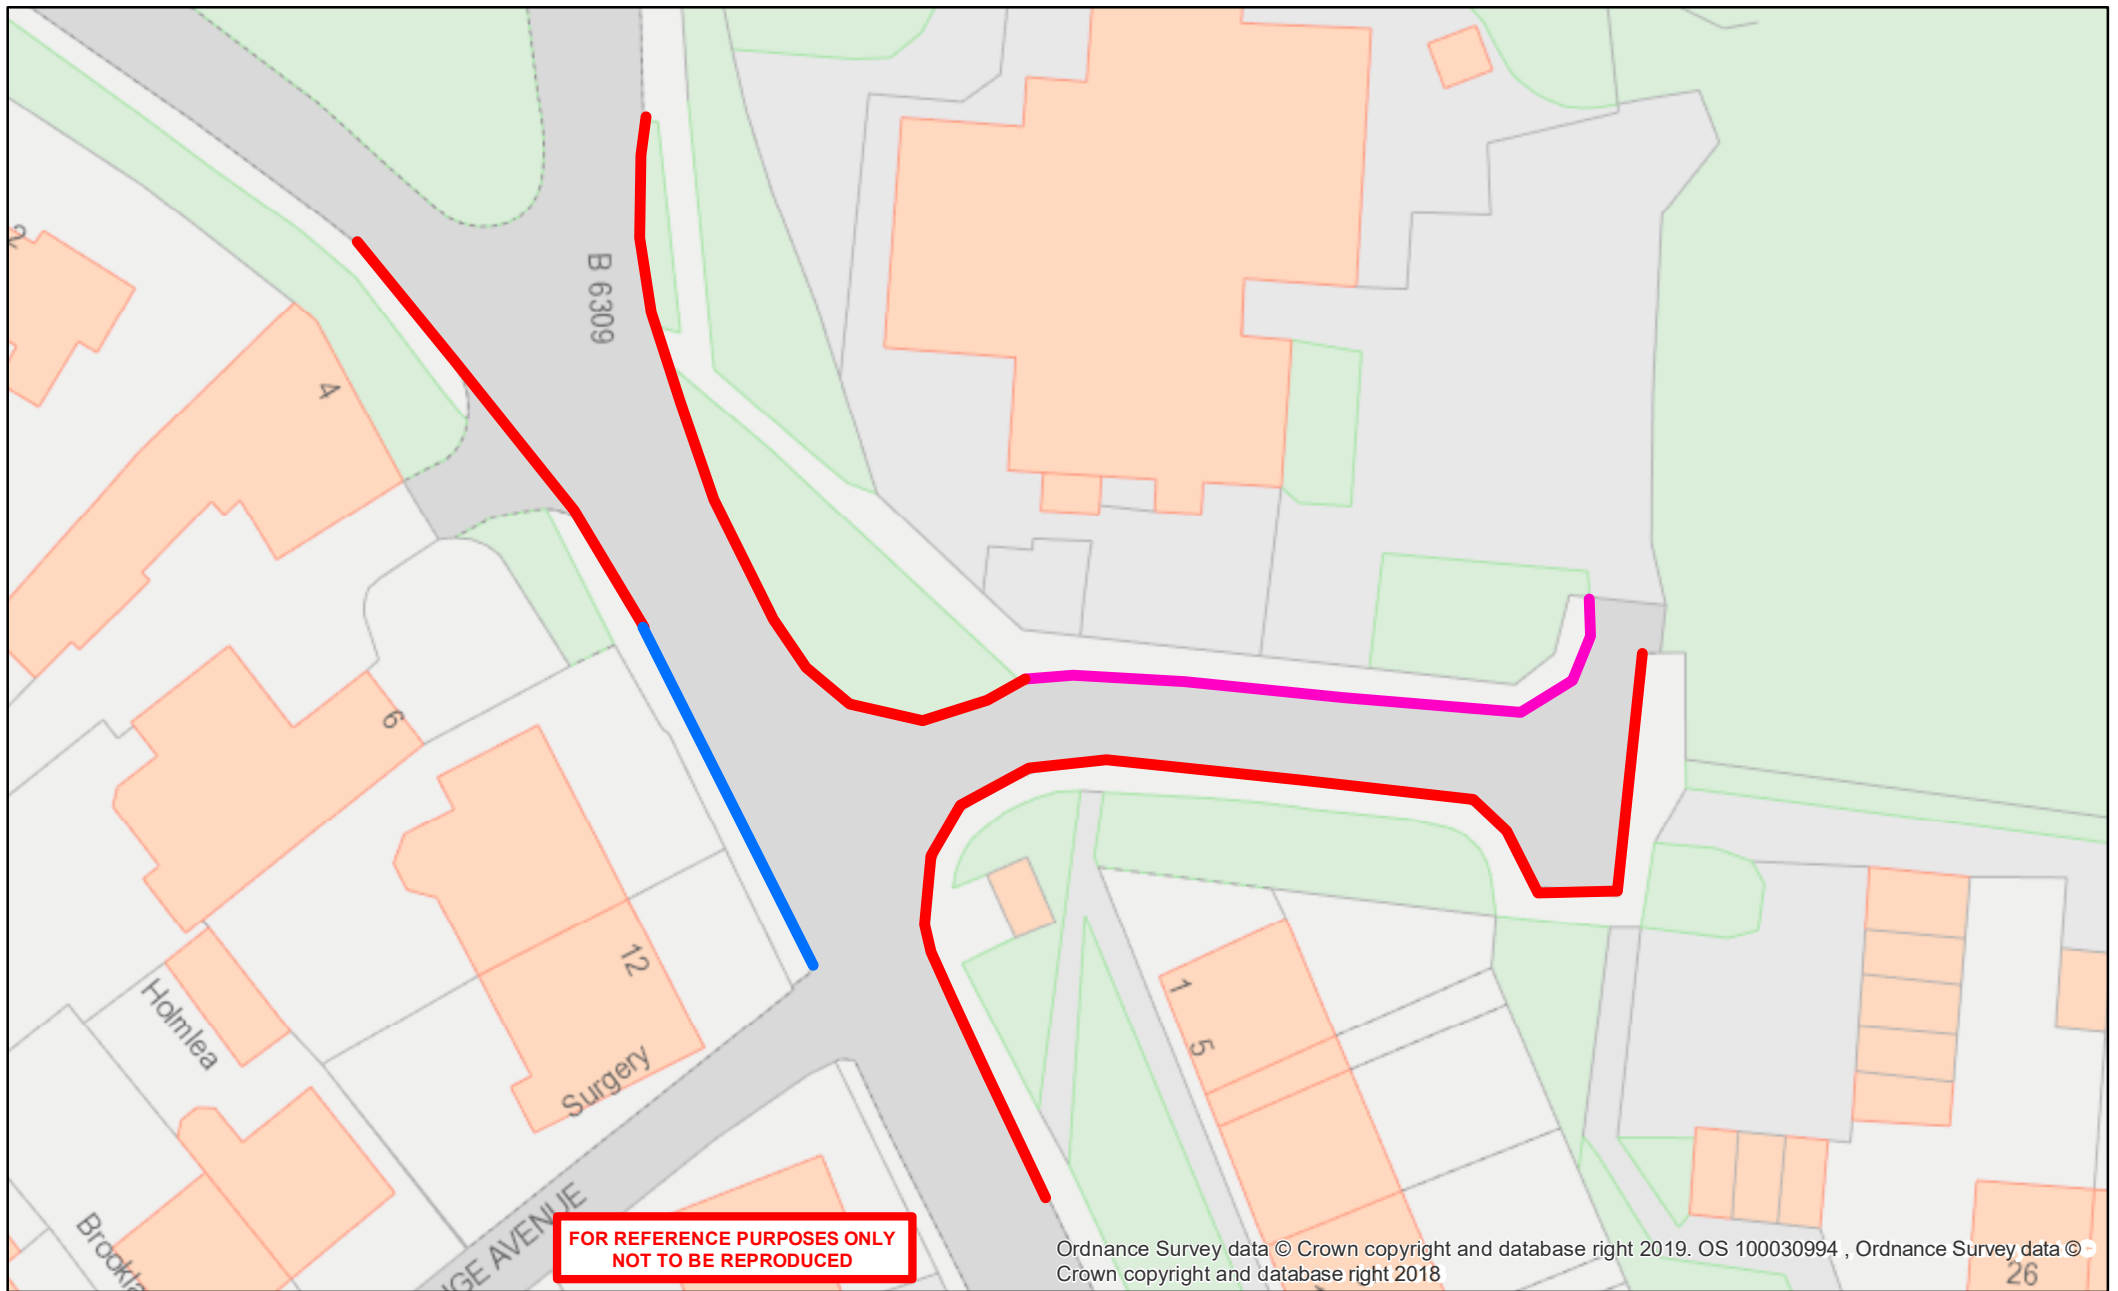 2
B 6309
4
6
12
Holmlea
1
5
Surgery
FOR REFERENCE PURPOSES ONLY
NOT TO BE REPRODUCED
Ordnance Survey data © Crown copyright and database right 2019. OS 100030994 , Ordnance Survey data ©
Crown copyright and database right 2018
26
AVENUE